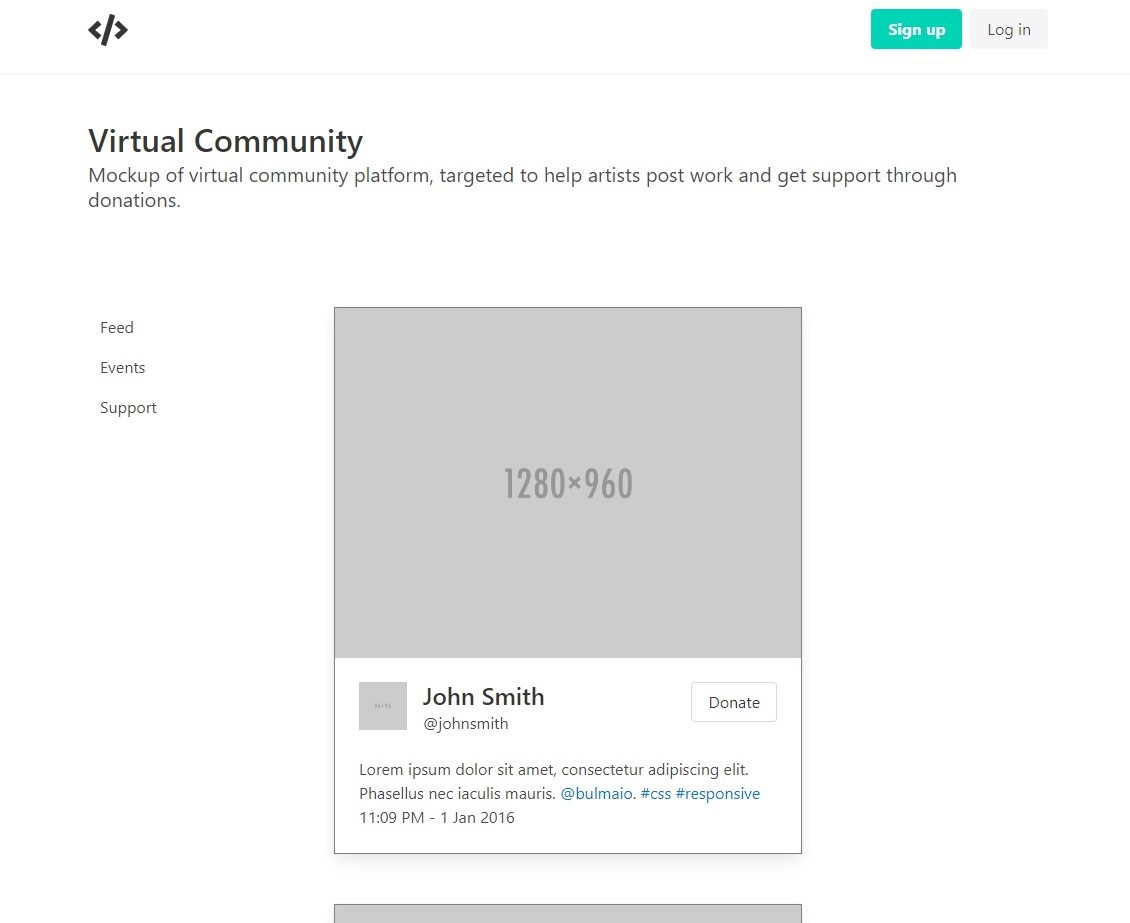 </>
Sign up
Log in
Virtual Community
Mockup of virtual community platform, targeted to help artists post work and get support through
donations.
Feed
Events
Support
1280×960
John Smith
@johnsmith
Donate
Lorem ipsum dolor sit amet, consectetur adipiscing elit.
Phasellus nec iaculis mauris. @bulmaio. #css #responsive
11:09 PM - 1 Jan 2016